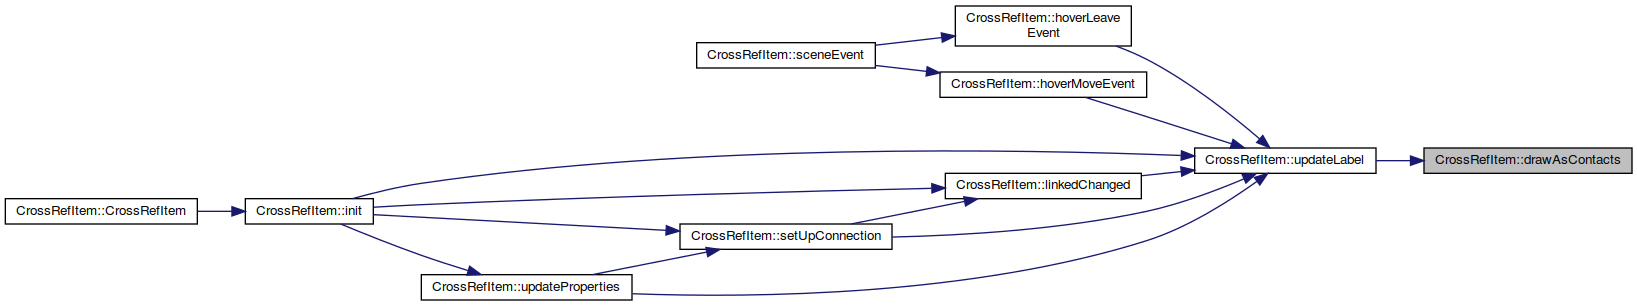 CrossRefItem::hoverLeave
Event
CrossRefItem::sceneEvent
CrossRefItem::hoverMoveEvent
CrossRefItem::updateLabel
CrossRefItem::drawAsContacts
CrossRefItem::linkedChanged
CrossRefItem::CrossRefItem
CrossRefItem::init
CrossRefItem::setUpConnection
CrossRefItem::updateProperties